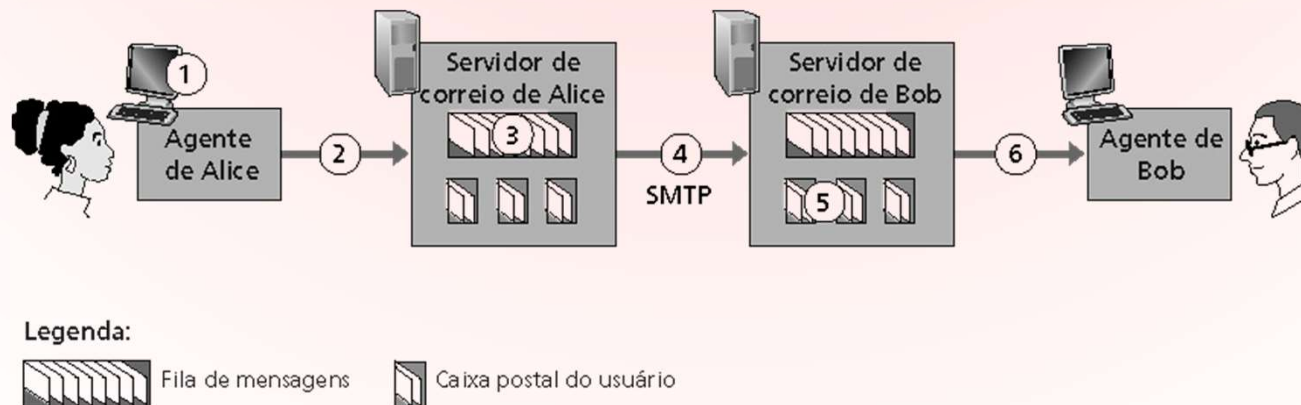 1
Agente
de Alice
2
Servidor de
correio de Alice
3
4
SMTP
Servidor de
correio de Bob
5
6
Agente de
Bob
Legenda:
Fila de mensagens
Caixa postal do usuário